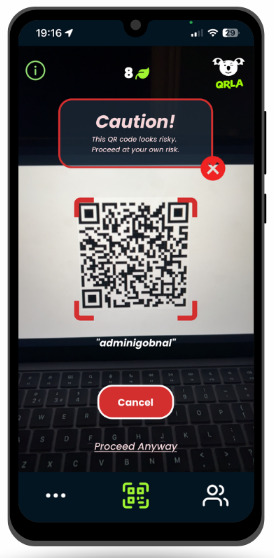 19:16
29
8
QRLA
Caution!
This QR code looks risky.
Proceed at your own risk.
"adminigobnal"
Cancel
Proceed Anyway